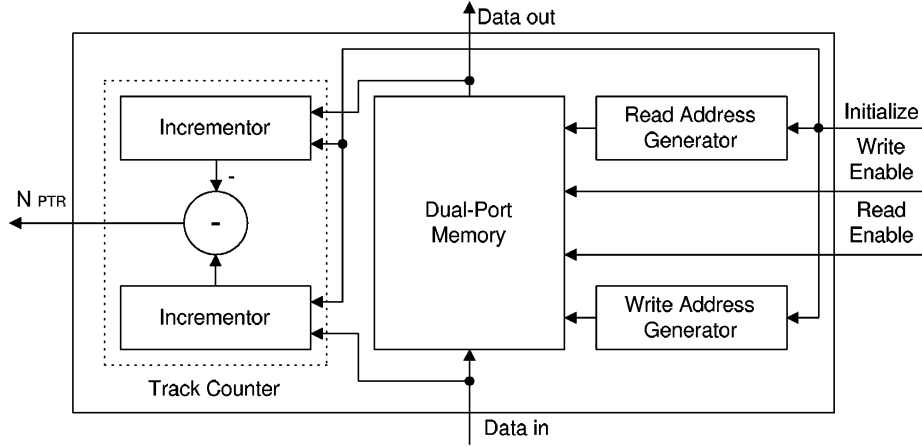 Data out
Incrementor
Read Address
Generator
Initialize
Write
Enable
-
N PTR
-
Dual-Port
Memory
Read
Enable
Incrementor
Write Address
Generator
Track Counter
Data in